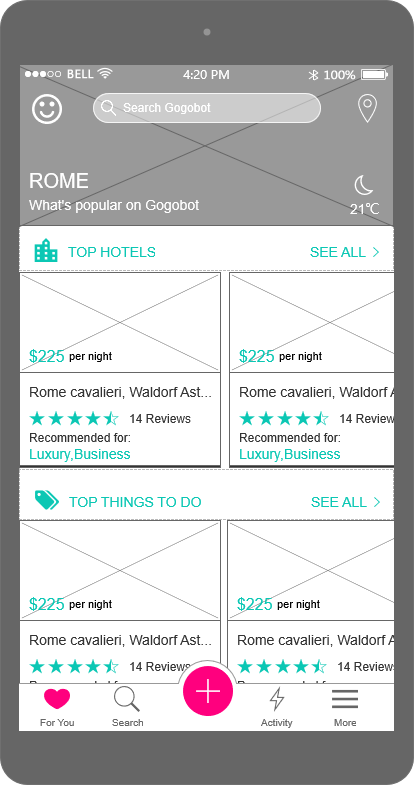 BELL 4:20 PM 100%
Search Gogobot
ROME
What's popular on Gogobot
21℃
TOP HOTELS SEE ALL
$225 per night $225 per night
Rome cavalieri, Waldorf Ast... Rome cavalieri, Waldorf A
14 Reviews 14 Review
Recommended for: Recommended for:
Luxury,Business Luxury,Business
TOP THINGS TO DO SEE ALL
$225 per night $225 per night
Rome cavalieri, Waldorf Ast... Rome cavalieri, Waldorf A
14 Reviews 14 Reviews
For You Search Activity More